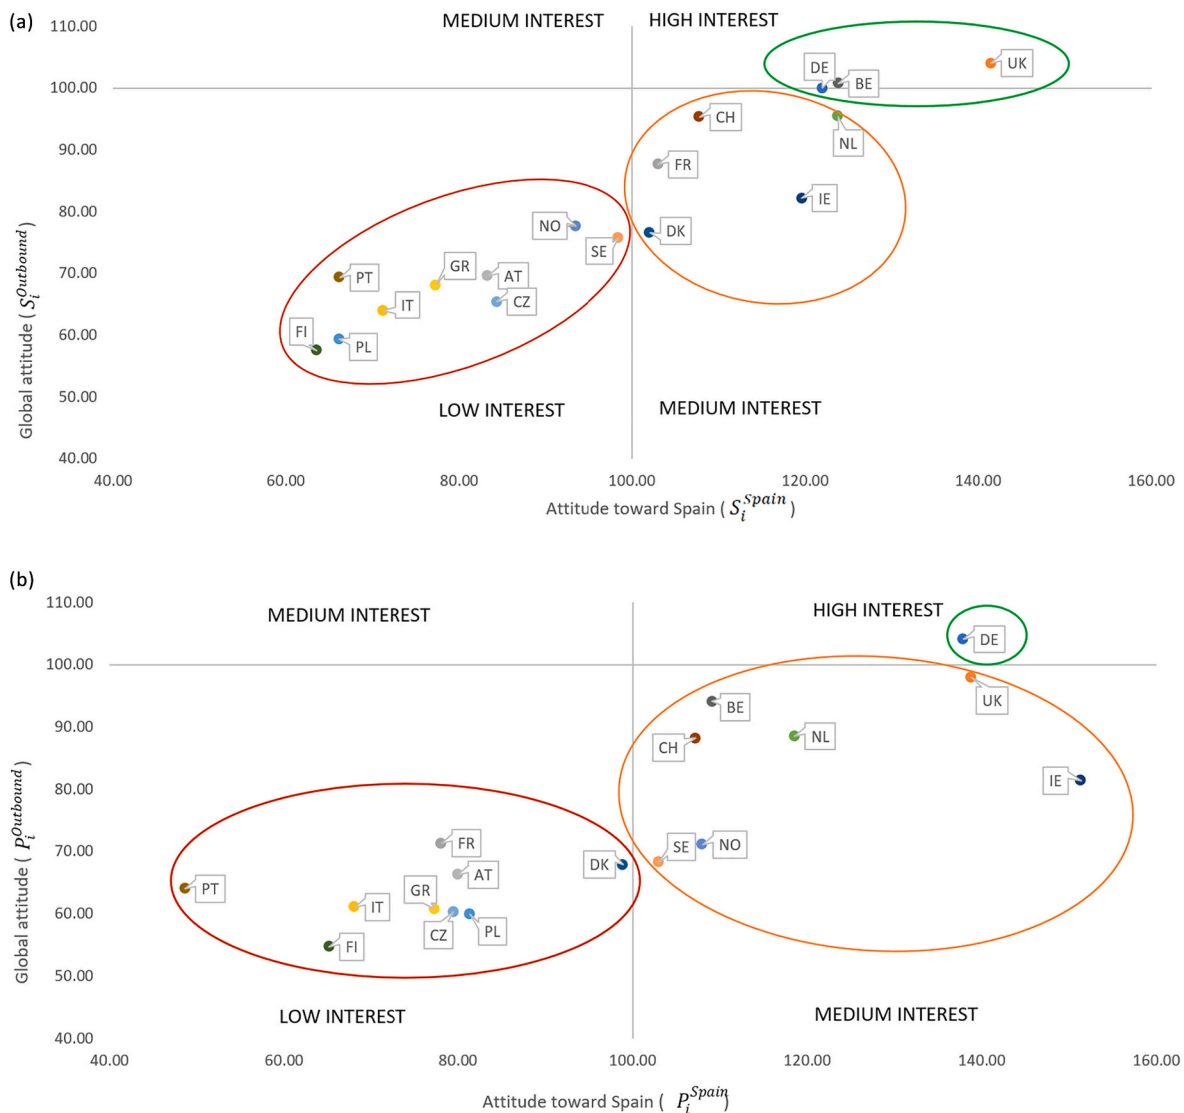 (a)
MEDIUM INTEREST
HIGH INTEREST
110.00
100.00
90.00
80.00
70.00
60.00
50.00
40.00
Global attitude ( S_i^{Outbound} )
DE
BE
UK
CH
NL
FR
IE
DK
NO
SE
GR
AT
PT
CZ
IT
FI
PL
LOW INTEREST
MEDIUM INTEREST
40.00 60.00 80.00 100.00 120.00 140.00 160.00
Attitude toward Spain ( S_i^{Spain} )
(b)
MEDIUM INTEREST
HIGH INTEREST
110.00
100.00
90.00
80.00
70.00
60.00
50.00
40.00
Global attitude ( P_i^{Outbound} )
DE
UK
BE
CH
NL
IE
SE
NO
FR
DK
AT
PT
GR
IT
CZ
PL
FI
LOW INTEREST
MEDIUM INTEREST
40.00 60.00 80.00 100.00 120.00 140.00 160.00
Attitude toward Spain ( P_i^{Spain} )